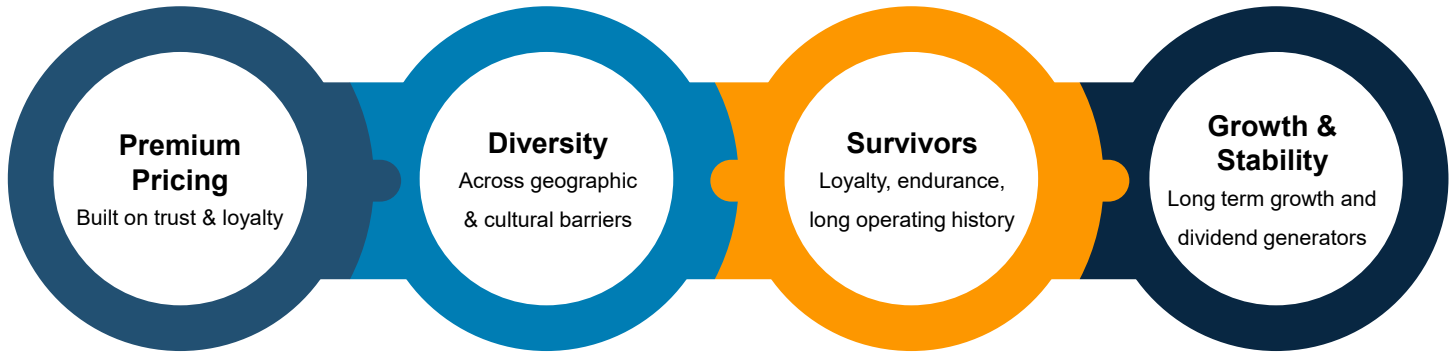 Premium
Pricing
Built on trust & loyalty
Diversity
Across geographic
& cultural barriers
Survivors
Loyalty, endurance,
long operating history
Growth &
Stability
Long term growth and
dividend generators